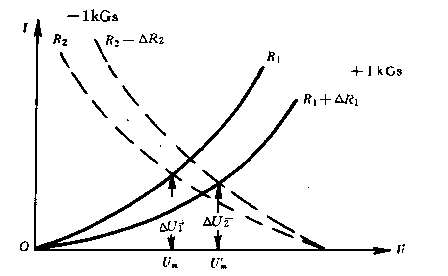 −1kGs
I
R₂
R₂−ΔR₂
R₁
+1kGs
R₁+ΔR₁
ΔU₁⁺
ΔU₂⁻
O
Uₘ
Uₘ
U